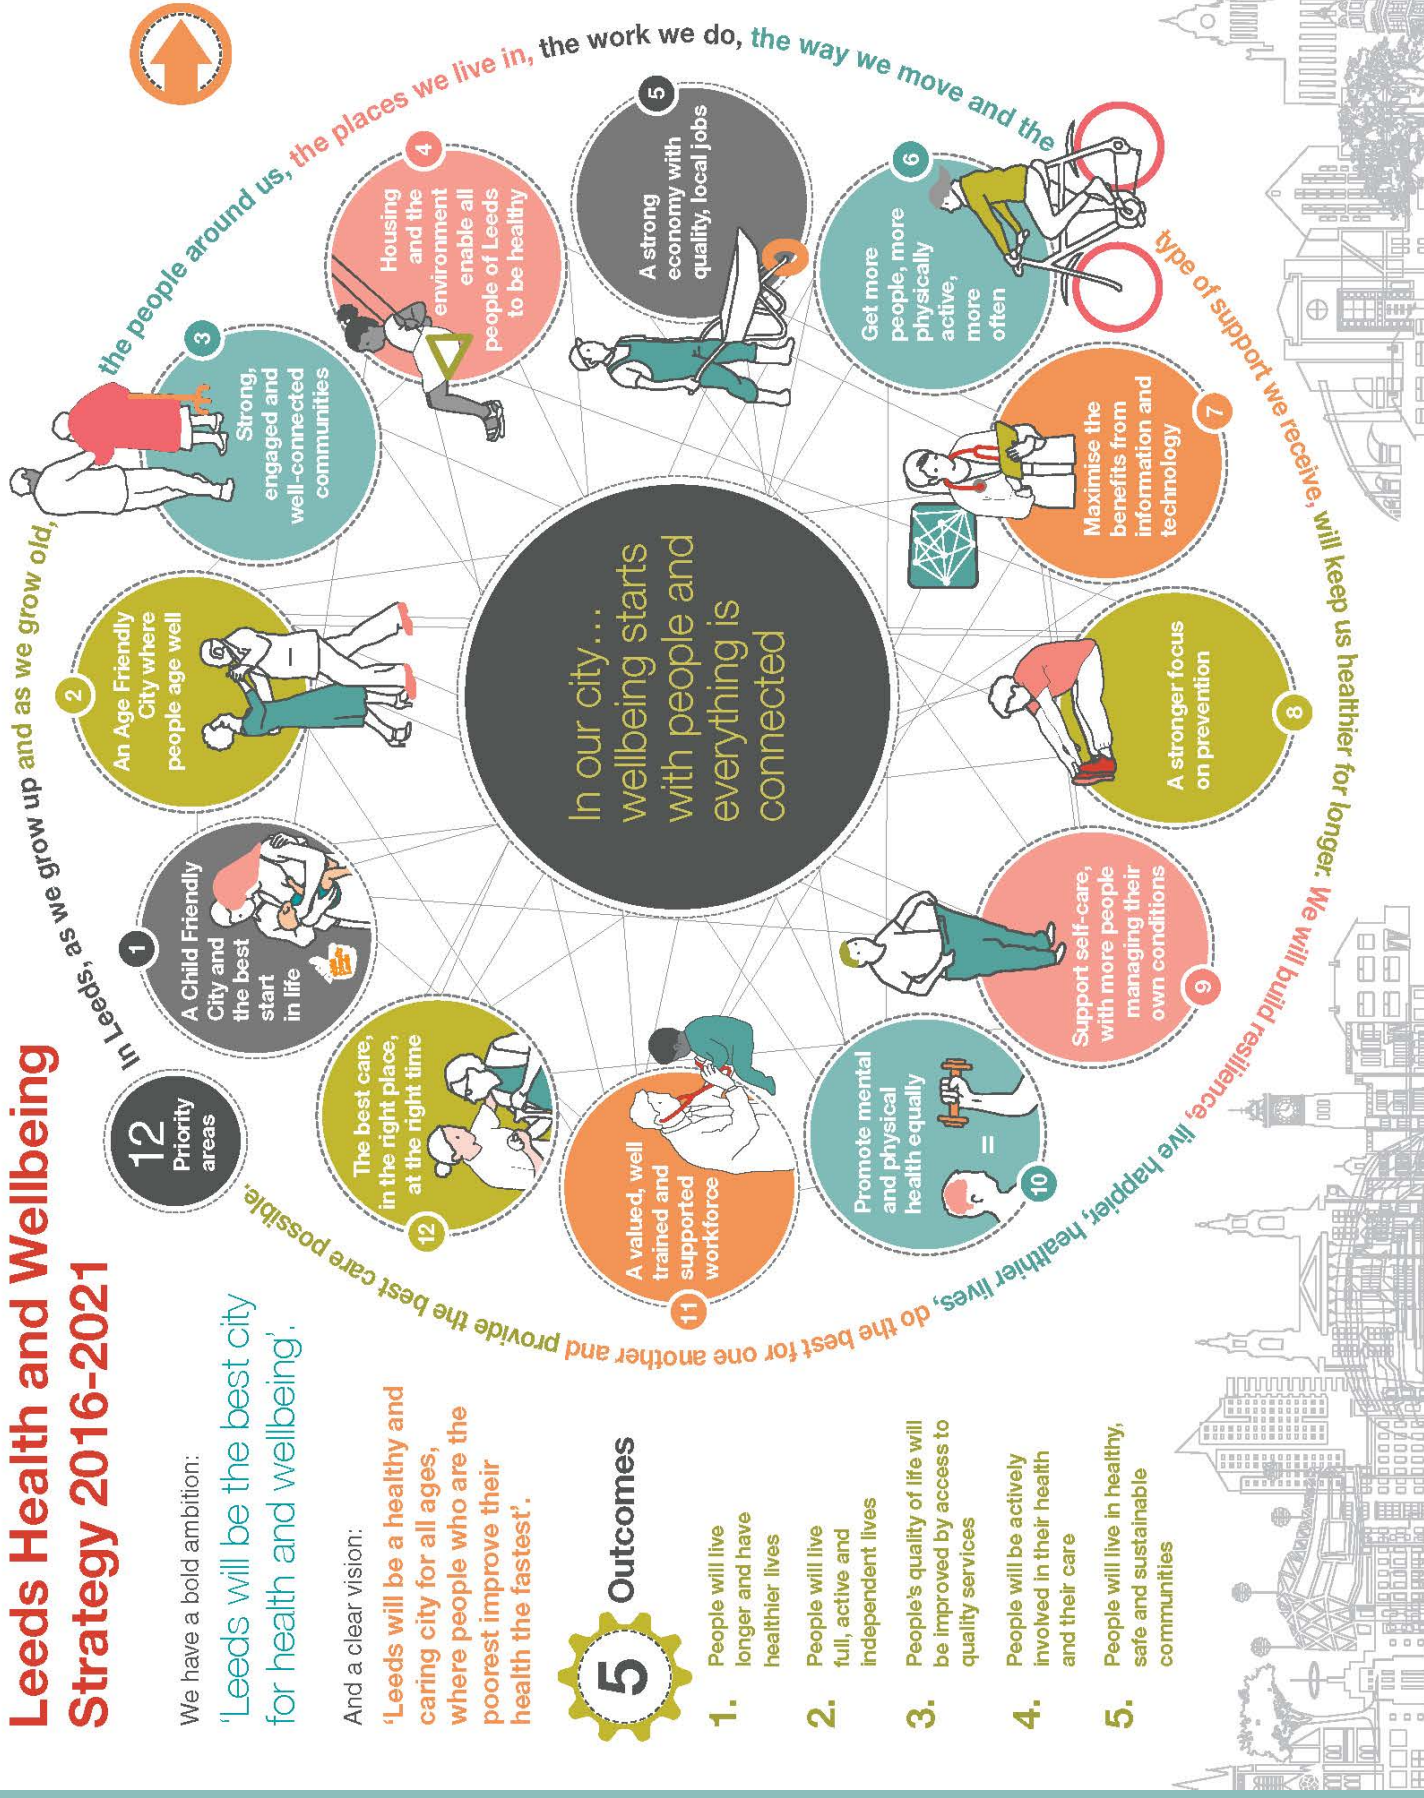 Leeds Health and Wellbeing
Strategy 2016-2021
We have a bold ambition:
'Leeds will be the best city
for health and wellbeing'.
And a clear vision:
'Leeds will be a healthy and
caring city for all ages,
where people who are the
poorest improve their
health the fastest'.
5 Outcomes
1. People will live
longer and have
healthier lives
2. People will live
full, active and
independent lives
3. People's quality of life will
be improved by access to
quality services
4. People will be actively
involved in their health
and their care
5. People will live in healthy,
safe and sustainable
communities
12
Priority
areas
In Leeds, as we grow up and as we grow old, the people around us, the places we live in, the work we do, the way we move and the type of support we receive, will keep us healthier for longer. We will build resilience, live happier, healthier lives, do the best for one another and provide the best care possible.
1
A Child Friendly
City and
the best
start
in life
2
An Age Friendly
City where
people age well
3
Strong,
engaged and
well-connected
communities
4
Housing
and the
environment
enable all
people of Leeds
to be healthy
5
A strong
economy with
quality, local jobs
6
Get more
people, more
physically
active,
more
often
7
Maximise the
benefits from
information and
technology
8
A stronger focus
on prevention
9
Support self-care,
with more people
managing their
own conditions
10
Promote mental
and physical
health equally
=
11
A valued, well
trained and
supported
workforce
12
The best care,
in the right place,
at the right time
In our city...
wellbeing starts
with people and
everything is
connected